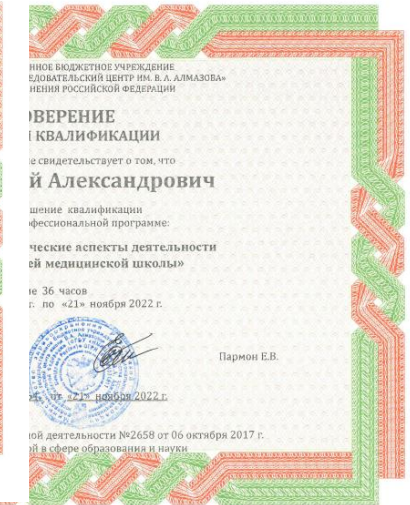 ННОЕ БЮДЖЕТНОЕ УЧРЕЖДЕНИЕ
ЕДОВАТЕЛЬСКИЙ ЦЕНТР ИМ. В. А. АЛМАЗОВА»
НЕНИЯ РОССИЙСКОЙ ФЕДЕРАЦИИ
ОВЕРЕНИЕ
И КВАЛИФИКАЦИИ
е свидетельствует о том, что
й Александрович
шение квалификации
офессиональной программе:
ческие аспекты деятельности
ей медицинской школы»
ие 36 часов
г. по «21» ноября 2022 г.
Пармон Е.В.
от «21» ноября 2022 г.
ной деятельности №2658 от 06 октября 2017 г.
ой в сфере образования и науки